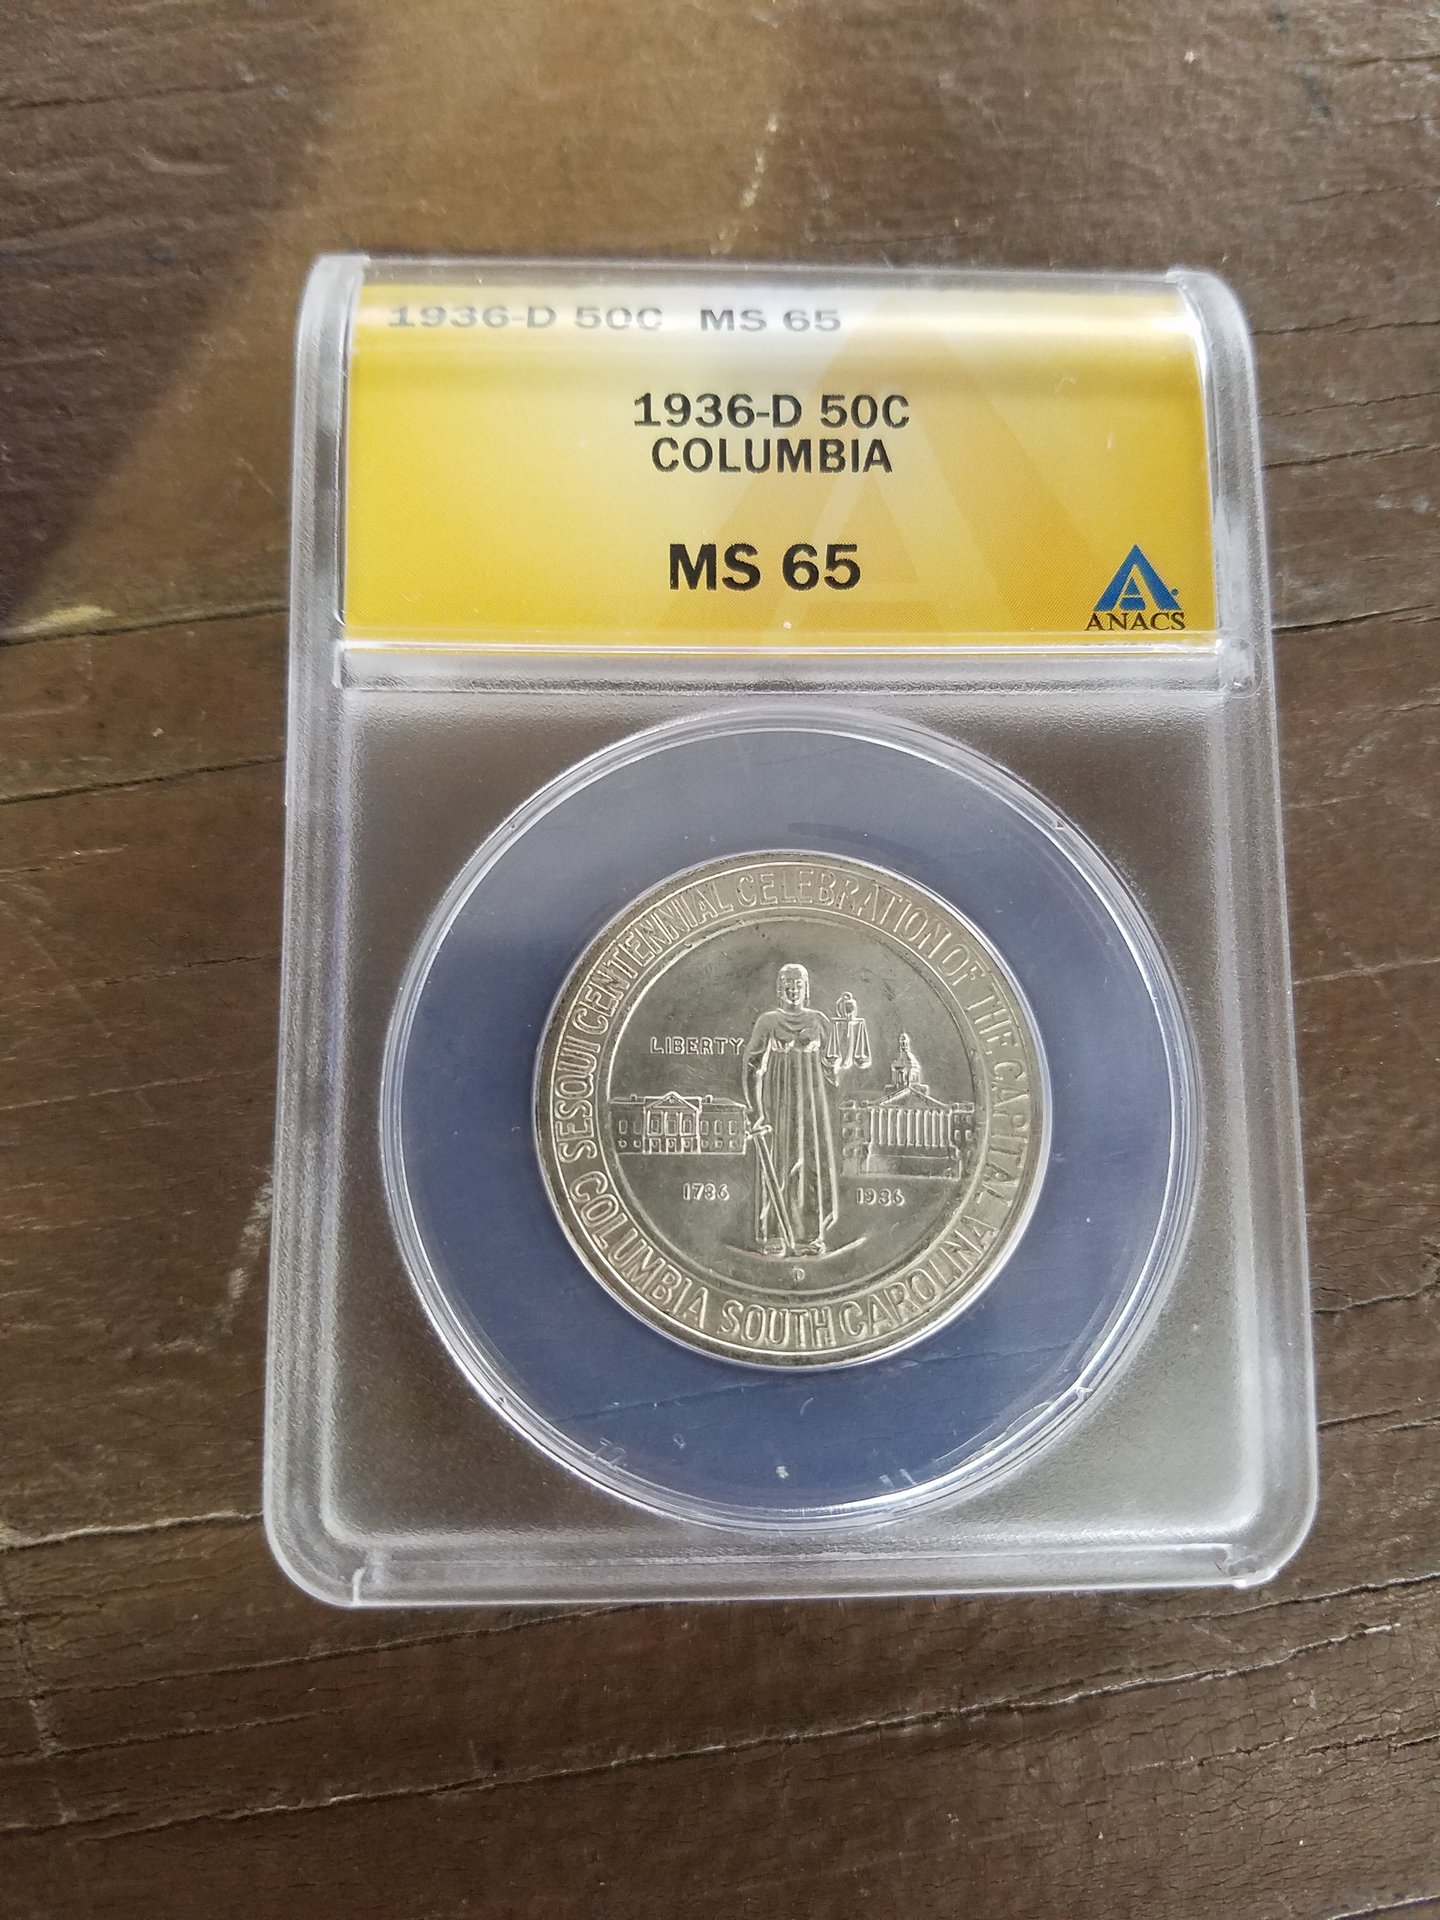 1936-D 50C MS 65
1936-D 50C
COLUMBIA
MS 65
ANACS
SESQUI CENTENNIAL CELEBRATION OF THE CAPITAL
COLUMBIA SOUTH CAROLINA
LIBERTY
1786 1936
D